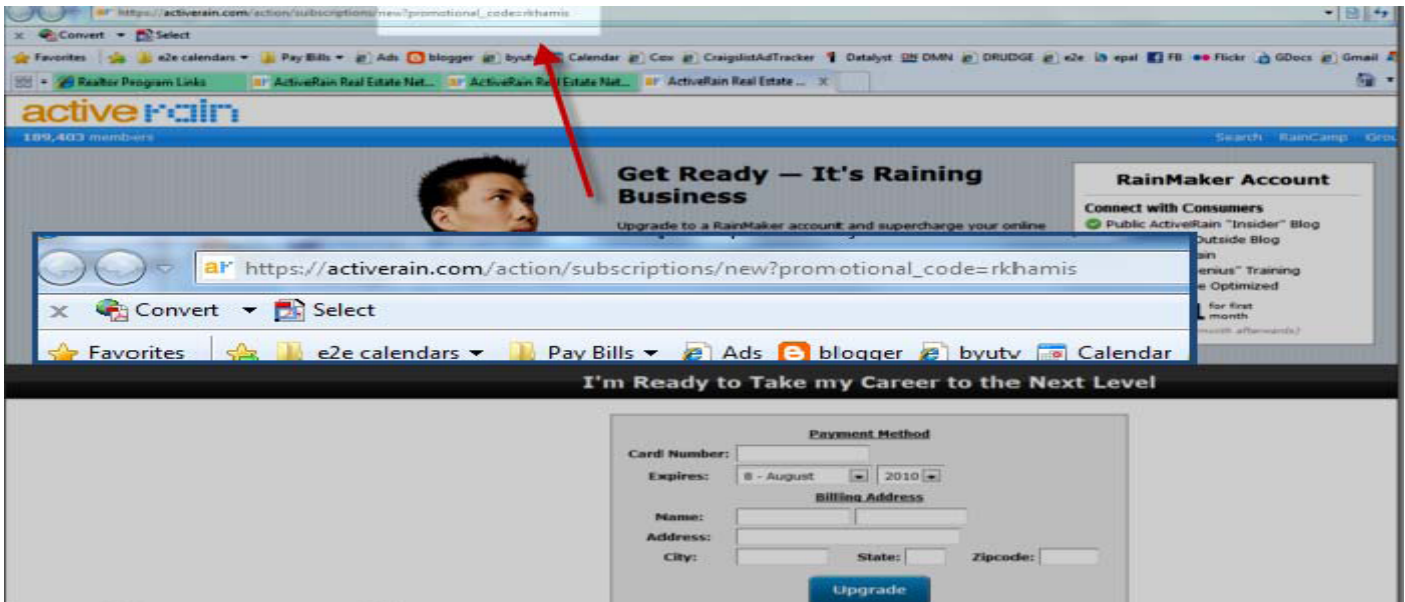 https://activerain.com/action/subscriptions/new?promotional_code=rkhamis
x Convert Select
Favorites e2e calendars Pay Bills Ads blogger byutv Calendar Cox CraigslistAdTracker Datalyst DMN DRUDGE e2e epal FB Flickr GDocs Gmail
Realtor Program Links ActiveRain Real Estate Net... ActiveRain Real Estate Net... ActiveRain Real Estate ... x
active rain
189,403 members Search RainCamp
Get Ready — It's Raining
Business
Upgrade to a RainMaker account and supercharge your online
RainMaker Account
Connect with Consumers
Public ActiveRain "Insider" Blog
Outside Blog
Training
Optimized
for first
month
ar https://activerain.com/action/subscriptions/new?promotional_code=rkhamis
x Convert Select
Favorites e2e calendars Pay Bills Ads blogger byutv Calendar
I'm Ready to Take my Career to the Next Level
Payment Method
Card Number:
Expires: 8 - August 2010
Billing Address
Name:
Address:
City: State: Zipcode:
Upgrade